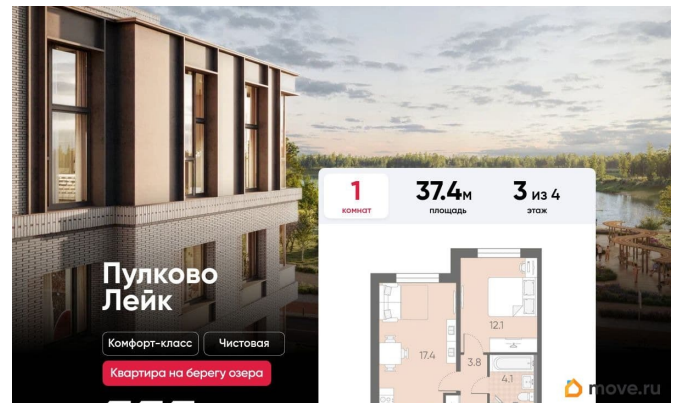 1
комнат
37.4м
площадь
3 из 4
этаж
Пулково
Лейк
Комфорт-класс
Чистовая
Квартира на берегу озера
12.1
17.4
3.8
4.1
move.ru